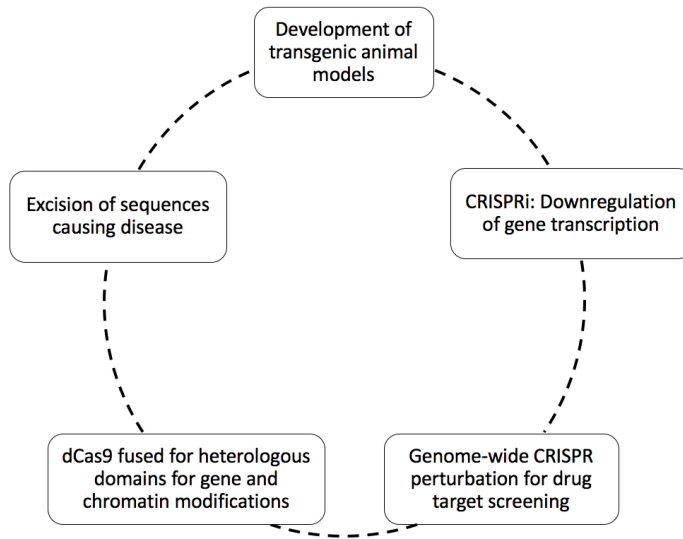 Development of
transgenic animal
models
Excision of sequences
causing disease
CRISPRi: Downregulation
of gene transcription
dCas9 fused for heterologous
domains for gene and
chromatin modifications
Genome-wide CRISPR
perturbation for drug
target screening